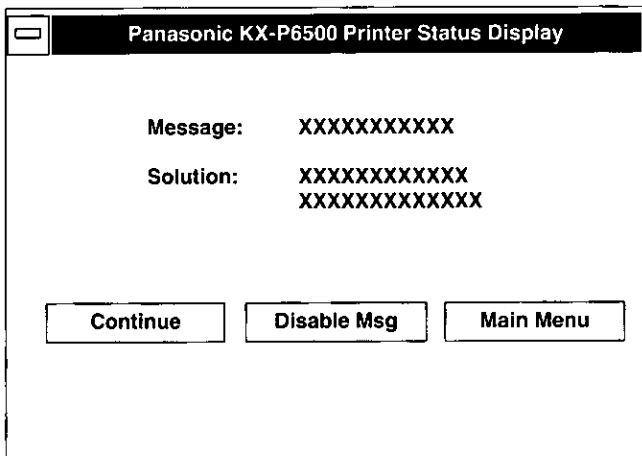 Panasonic KX-P6500 Printer Status Display
Message: XXXXXXXXXXX
Solution: XXXXXXXXXXXX
XXXXXXXXXXXXX
Continue Disable Msg Main Menu